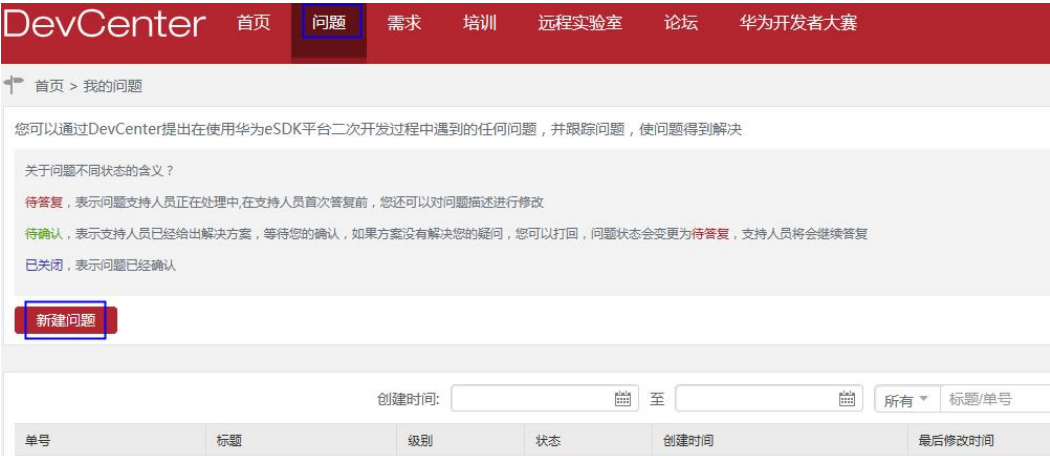 DevCenter 首页 问题 需求 培训 远程实验室 论坛 华为开发者大赛
首页 > 我的问题
您可以通过DevCenter提出在使用华为eSDK平台二次开发过程中遇到的任何问题，并跟踪问题，使问题得到解决
关于问题不同状态的含义？
待答复，表示问题支持人员正在处理中,在支持人员首次答复前，您还可以对问题描述进行修改
待确认，表示支持人员已经给出解决方案，等待您的确认，如果方案没有解决您的疑问，您可以打回，问题状态会变更为待答复，支持人员将会继续答复
已关闭，表示问题已经确认
新建问题
创建时间: 至 所有 标题/单号
单号 标题 级别 状态 创建时间 最后修改时间